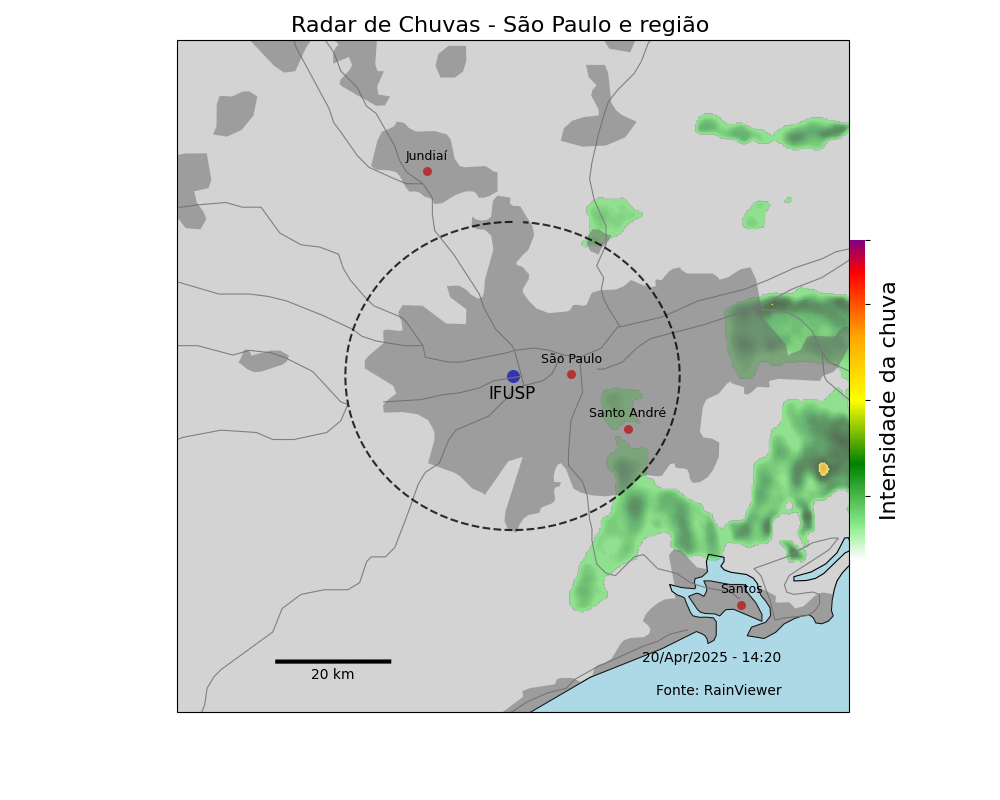 Radar de Chuvas - São Paulo e região
Jundiaí
São Paulo
IFUSP
Santo André
Intensidade da chuva
Santos
20/Apr/2025 - 14:20
20 km
Fonte: RainViewer